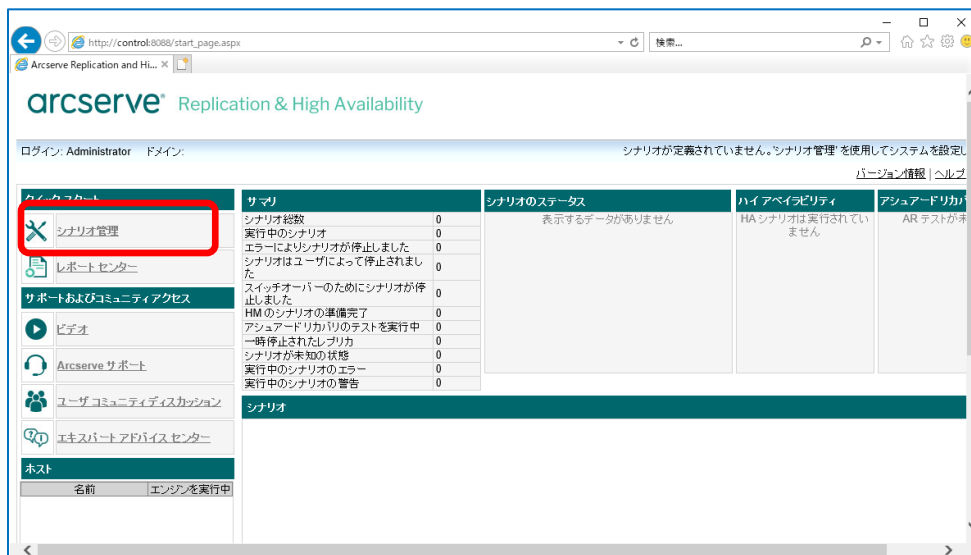 http://control:8088/start_page.aspx
検索...
Arcserve Replication and Hi...
arcserve® Replication & High Availability
ログイン: Administrator ドメイン:
シナリオが定義されていません。'シナリオ管理' を使用してシステムを設定し
バージョン情報 | ヘルプ
クイック スタート
シナリオ管理
レポート センター
サポートおよびコミュニティアクセス
ビデオ
Arcserve サポート
ユーザ コミュニティディスカッション
エキスパート アドバイス センター
ホスト
名前 エンジンを実行中
サマリ
シナリオ総数 0
実行中のシナリオ 0
エラーによりシナリオが停止しました 0
シナリオはユーザによって停止されまし
た 0
スイッチオーバーのためにシナリオが停
止しました 0
HM のシナリオの準備完了 0
アシュアードリカバリのテストを実行中 0
一時停止されたレプリカ 0
シナリオが未知の状態 0
実行中のシナリオのエラー 0
実行中のシナリオの警告 0
シナリオのステータス
表示するデータがありません
ハイ アベイラビリティ
HA シナリオは実行されてい
ません
アシュアードリカバ
AR テストが未
シナリオ